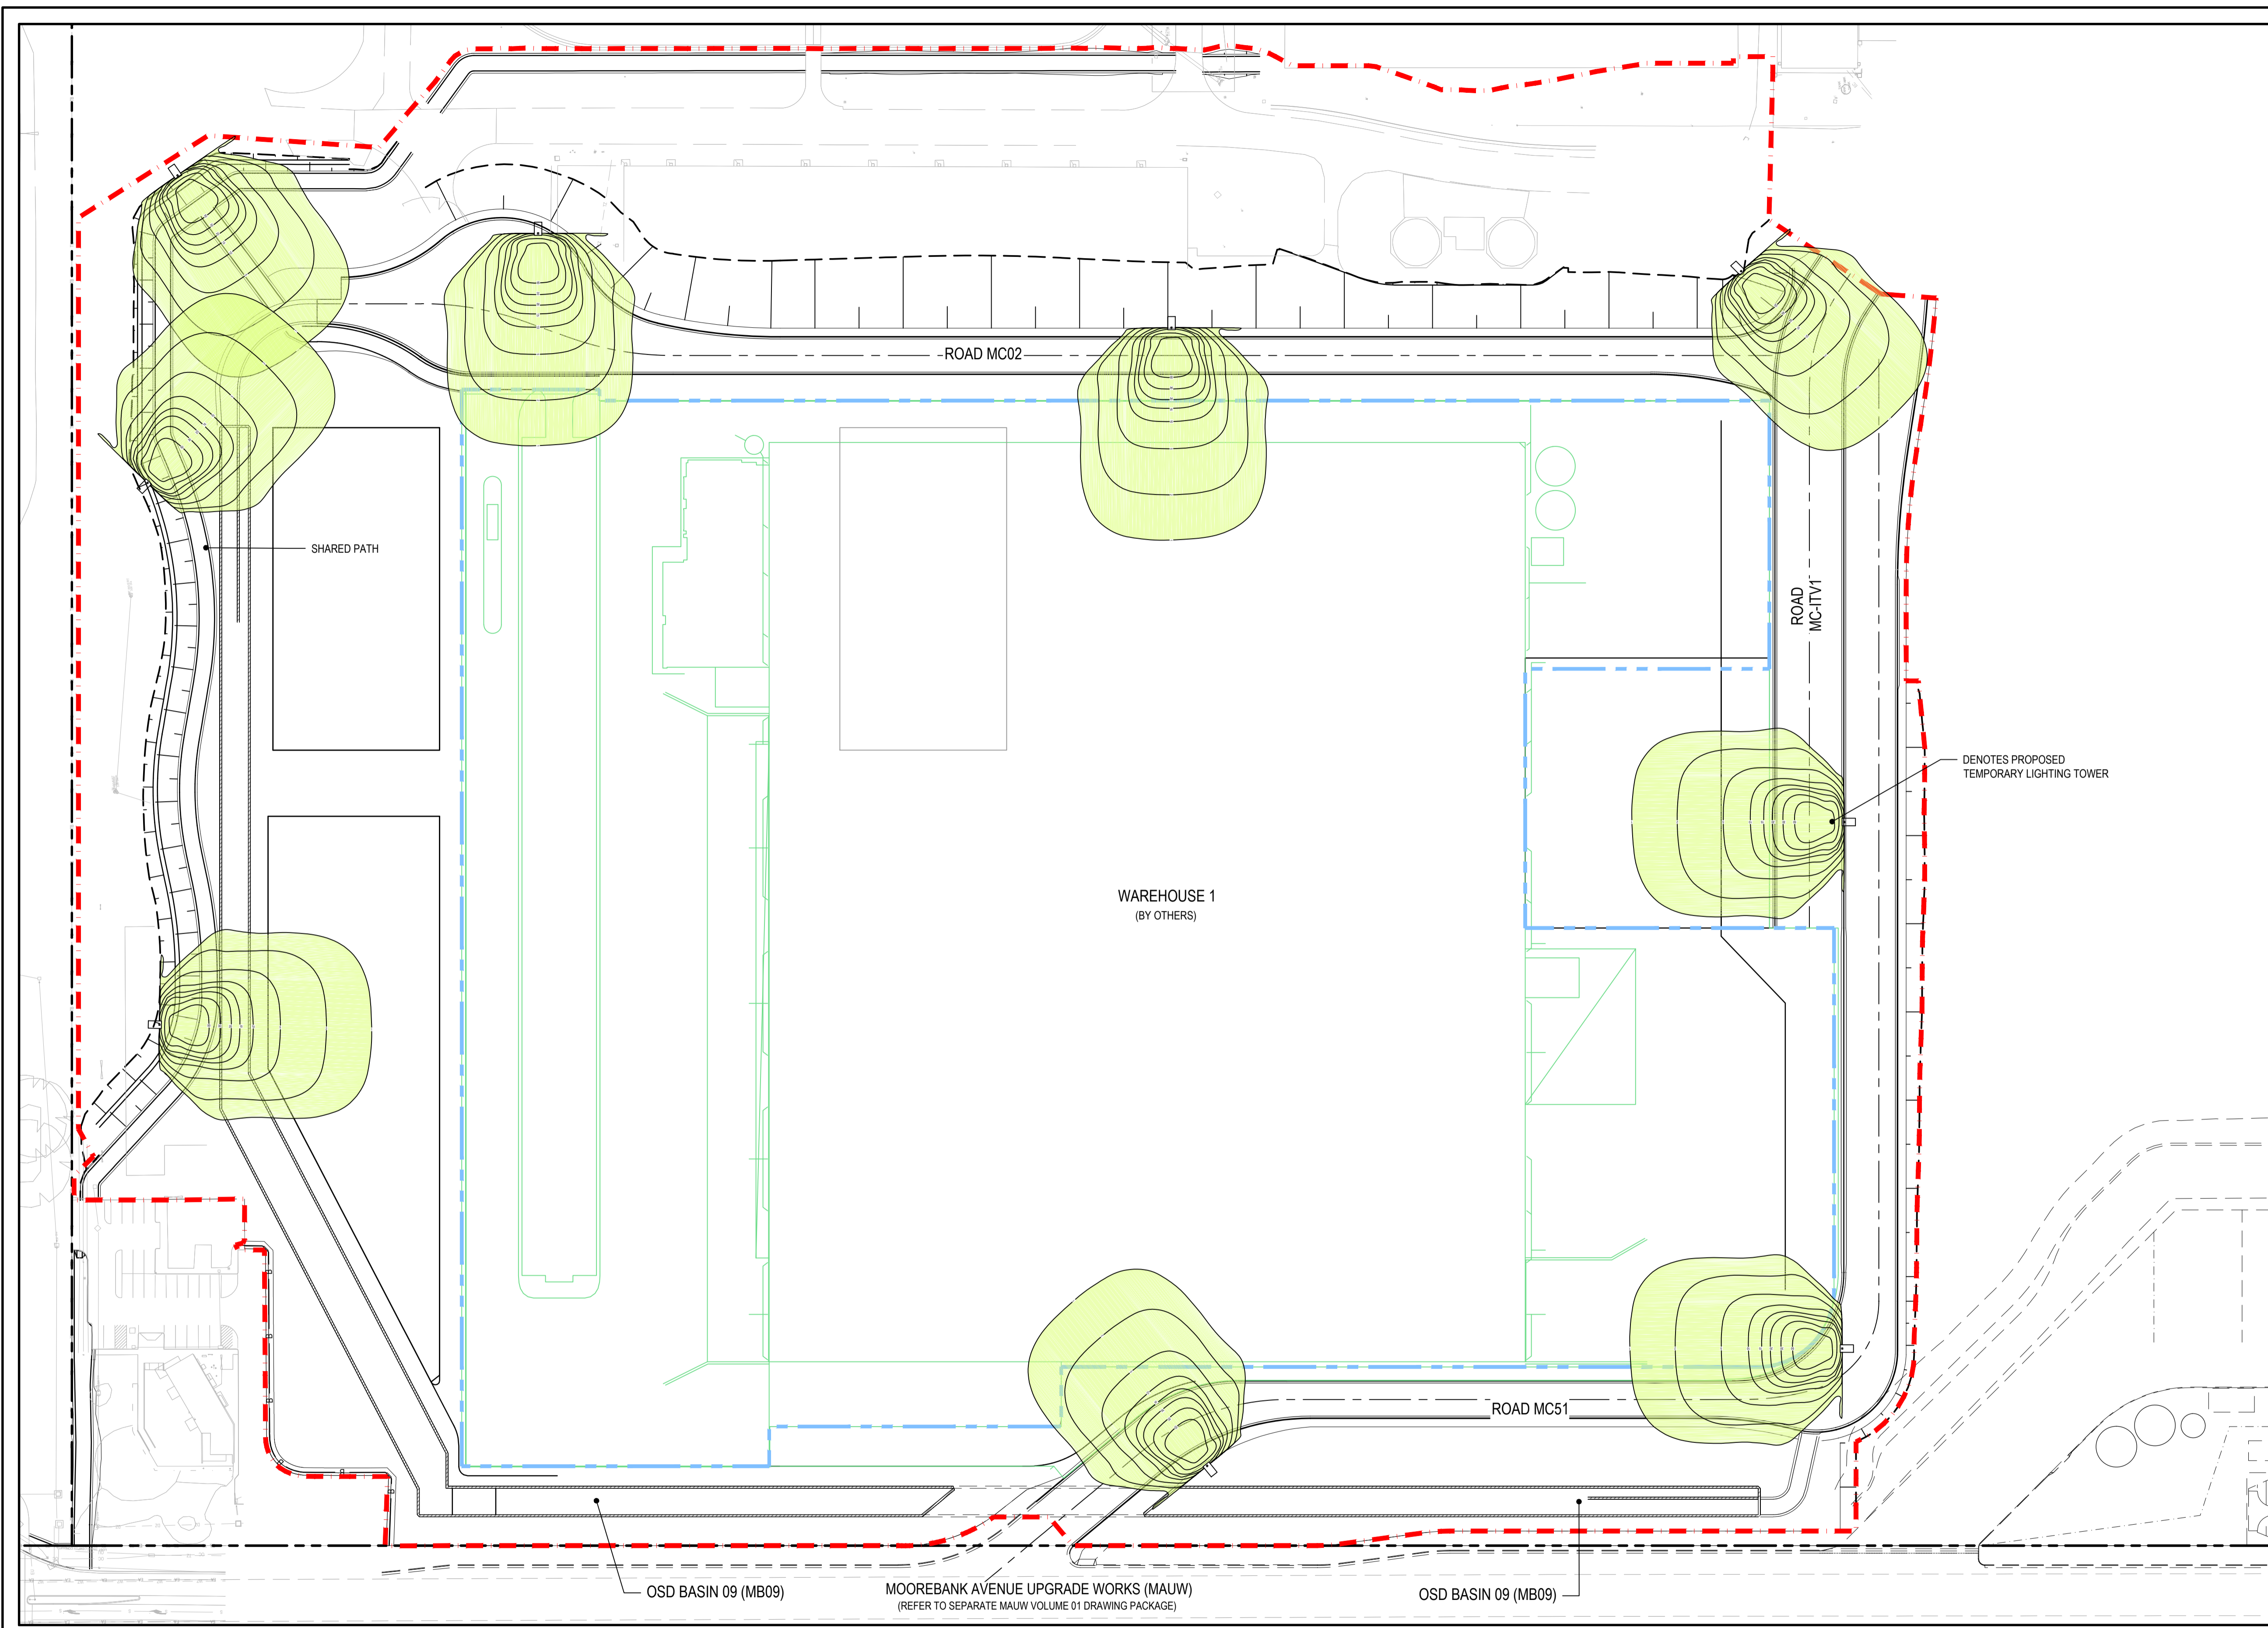 ROAD MC02
SHARED PATH
ROAD
MC-ITV1
DENOTES PROPOSED
TEMPORARY LIGHTING TOWER
WAREHOUSE 1
(BY OTHERS)
ROAD MC51
OSD BASIN 09 (MB09)
MOOREBANK AVENUE UPGRADE WORKS (MAUW)
(REFER TO SEPARATE MAUW VOLUME 01 DRAWING PACKAGE)
OSD BASIN 09 (MB09)